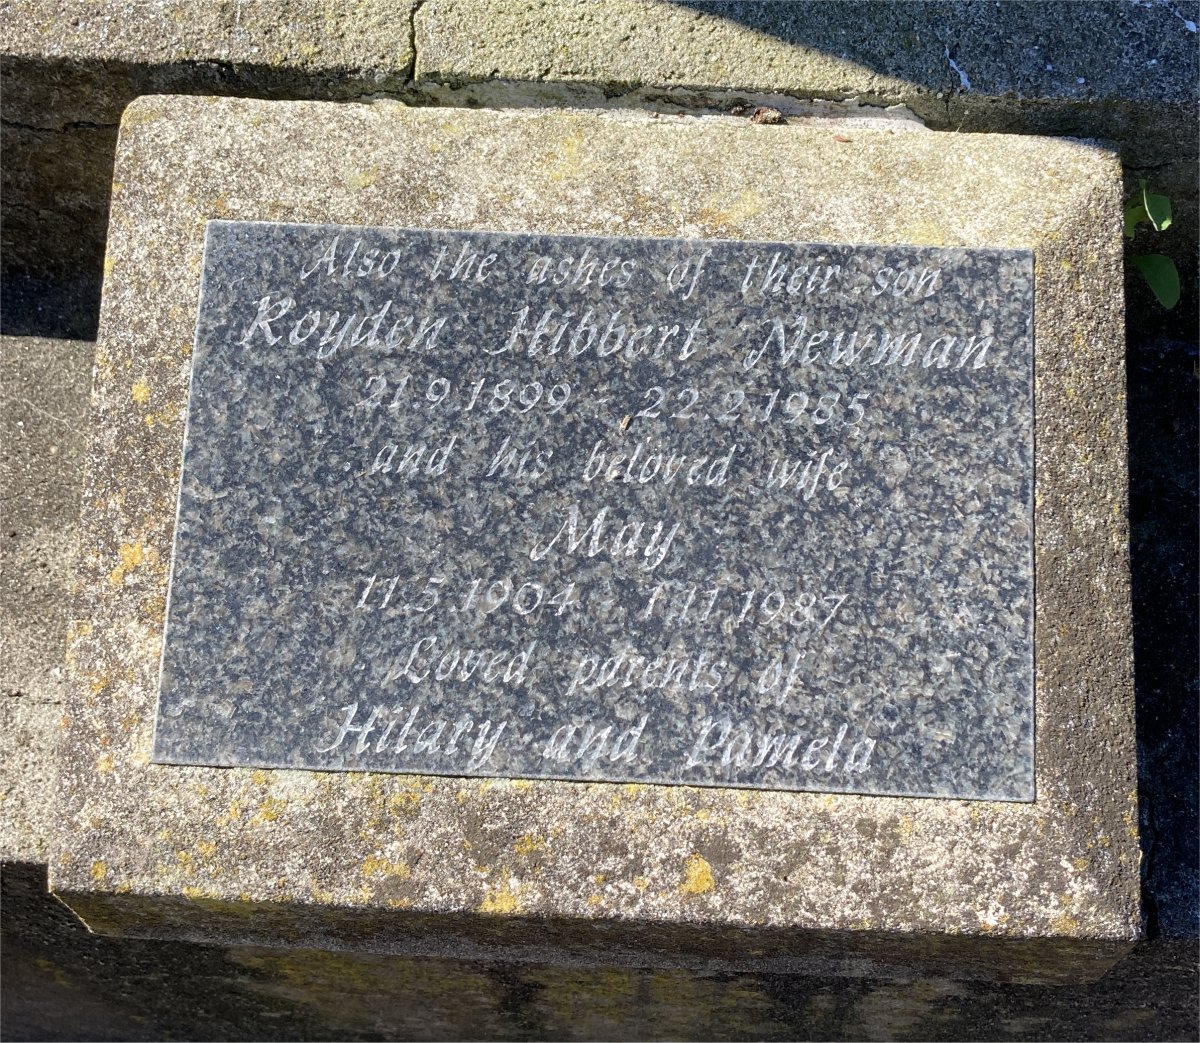 Also the ashes of their son
Royden Hibbert Newman
21.9.1899 - 22.2.1985
and his beloved wife
May
11.5.1904 - 1.11.1987
Loved parents of
Hilary and Pamela